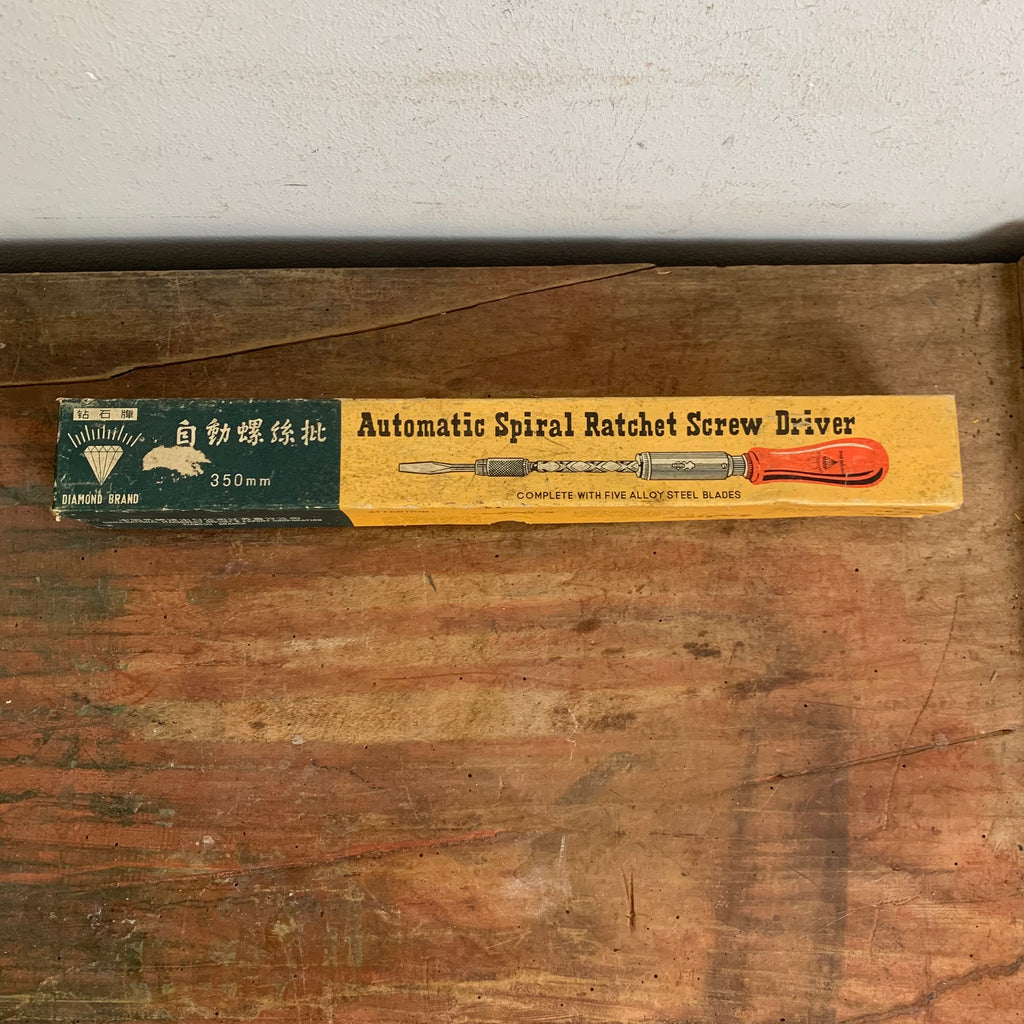 钻石牌
DIAMOND BRAND
自動螺絲批
350mm
Automatic Spiral Ratchet Screw Driver
COMPLETE WITH FIVE ALLOY STEEL BLADES